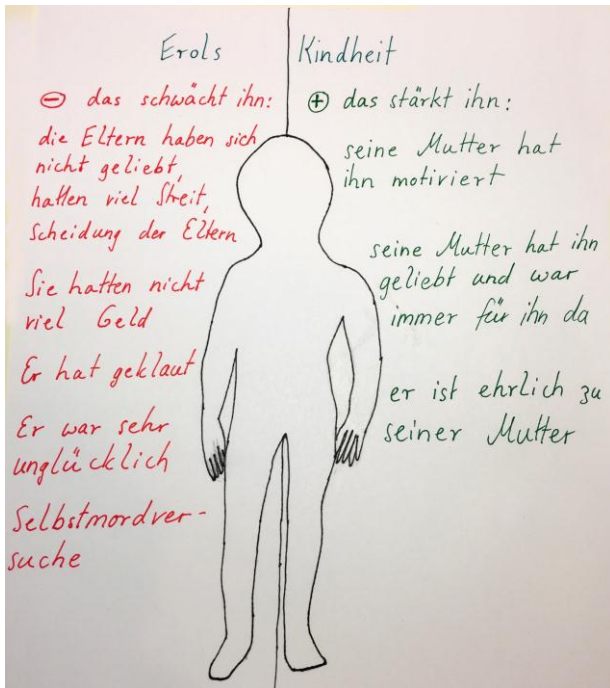 Erols Kindheit
⊖ das schwächt ihn:
die Eltern haben sich
nicht geliebt,
hatten viel Streit,
Scheidung der Eltern
Sie hatten nicht
viel Geld
Er hat geklaut
Er war sehr
unglücklich
Selbstmordver-
suche
⊕ das stärkt ihn:
seine Mutter hat
ihn motiviert
seine Mutter hat ihn
geliebt und war
immer für ihn da
er ist ehrlich zu
seiner Mutter